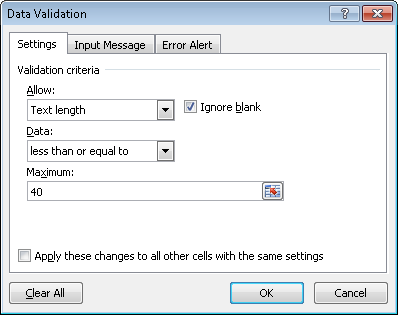 Data Validation
Settings Input Message Error Alert
Validation criteria
Allow:
Text length Ignore blank
Data:
less than or equal to
Maximum:
40
Apply these changes to all other cells with the same settings
Clear All OK Cancel